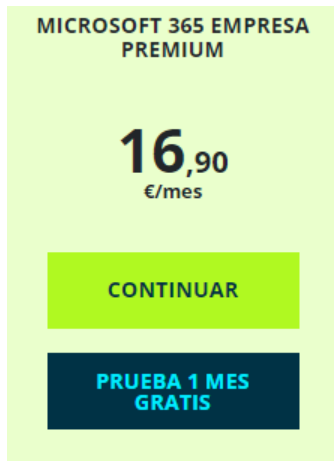 MICROSOFT 365 EMPRESA
PREMIUM
16,90
€/mes
CONTINUAR
PRUEBA 1 MES
GRATIS